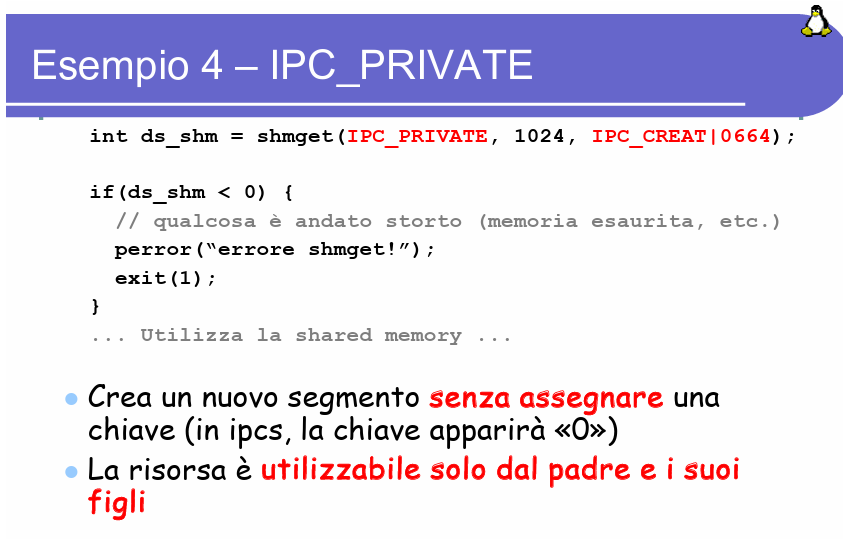 Esempio 4 – IPC_PRIVATE
int ds_shm = shmget(IPC_PRIVATE, 1024, IPC_CREAT|0664);
if(ds_shm < 0) {
// qualcosa è andato storto (memoria esaurita, etc.)
perror(“errore shmget!”);
exit(1);
}
... Utilizza la shared memory ...
Crea un nuovo segmento senza assegnare una
chiave (in ipcs, la chiave apparirà «0»)
La risorsa è utilizzabile solo dal padre e i suoi
figli